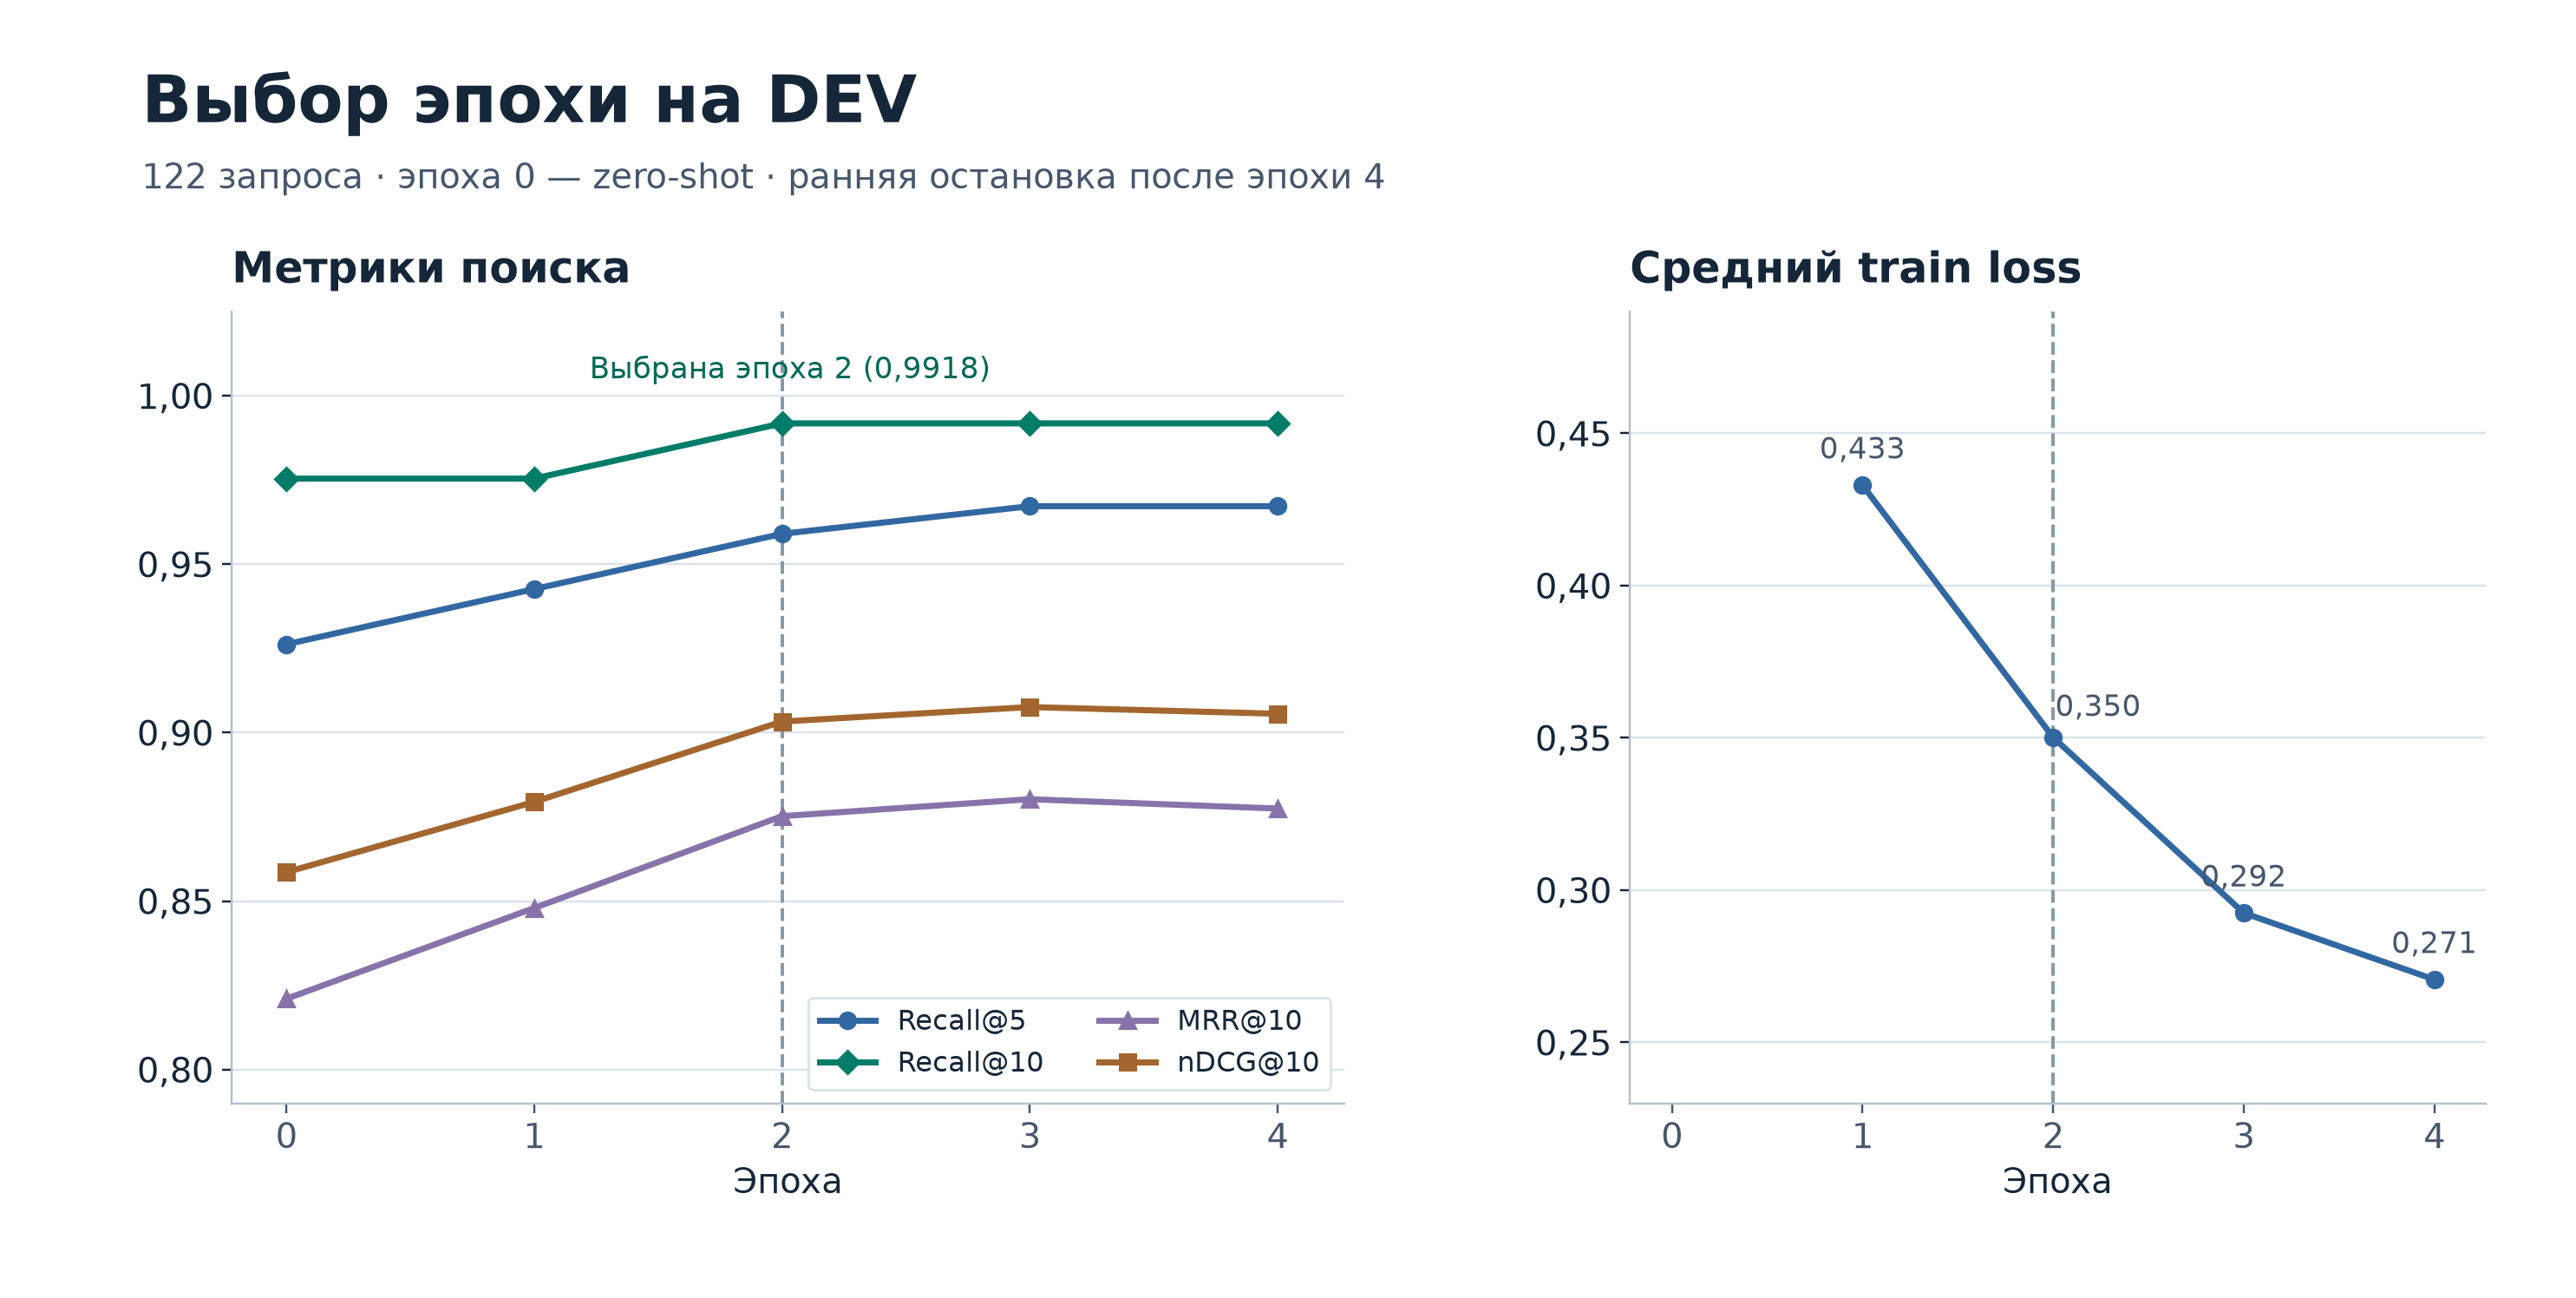 Выбор эпохи на DEV
122 запроса · эпоха 0 — zero-shot · ранняя остановка после эпохи 4
Метрики поиска
Выбрана эпоха 2 (0,9918)
1,00
0,95
0,90
0,85
0,80
Recall@5
MRR@10
Recall@10
nDCG@10
0
1
2
3
4
Эпоха
Средний train loss
0,45
0,40
0,35
0,30
0,25
0,433
0,350
0,292
0,271
0
1
2
3
4
Эпоха